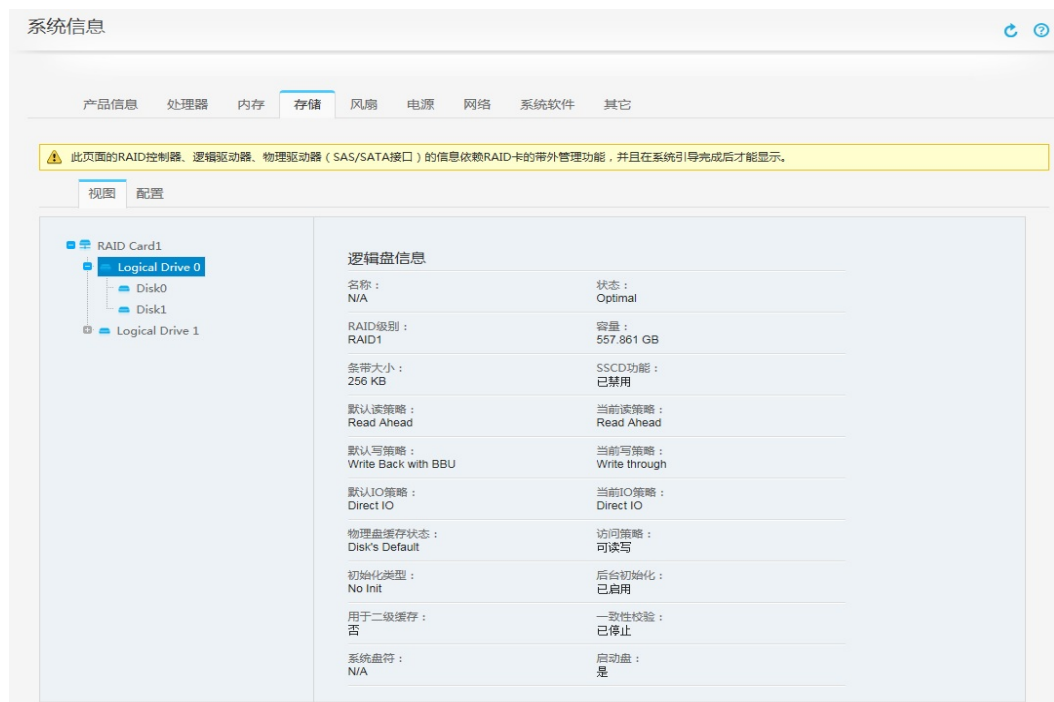 系统信息
产品信息 处理器 内存 存储 风扇 电源 网络 系统软件 其它
此页面的RAID控制器、逻辑驱动器、物理驱动器（SAS/SATA接口）的信息依赖RAID卡的带外管理功能，并且在系统引导完成后才能显示。
视图 配置
RAID Card1
Logical Drive 0
Disk0
Disk1
Logical Drive 1
逻辑盘信息
名称： 状态：
N/A Optimal
RAID级别： 容量：
RAID1 557.861 GB
条带大小： SSCD功能：
256 KB 已禁用
默认读策略： 当前读策略：
Read Ahead Read Ahead
默认写策略： 当前写策略：
Write Back with BBU Write through
默认IO策略： 当前IO策略：
Direct IO Direct IO
物理盘缓存状态： 访问策略：
Disk's Default 可读写
初始化类型： 后台初始化：
No Init 已启用
用于二级缓存： 一致性校验：
否 已停止
系统盘符： 启动盘：
N/A 是